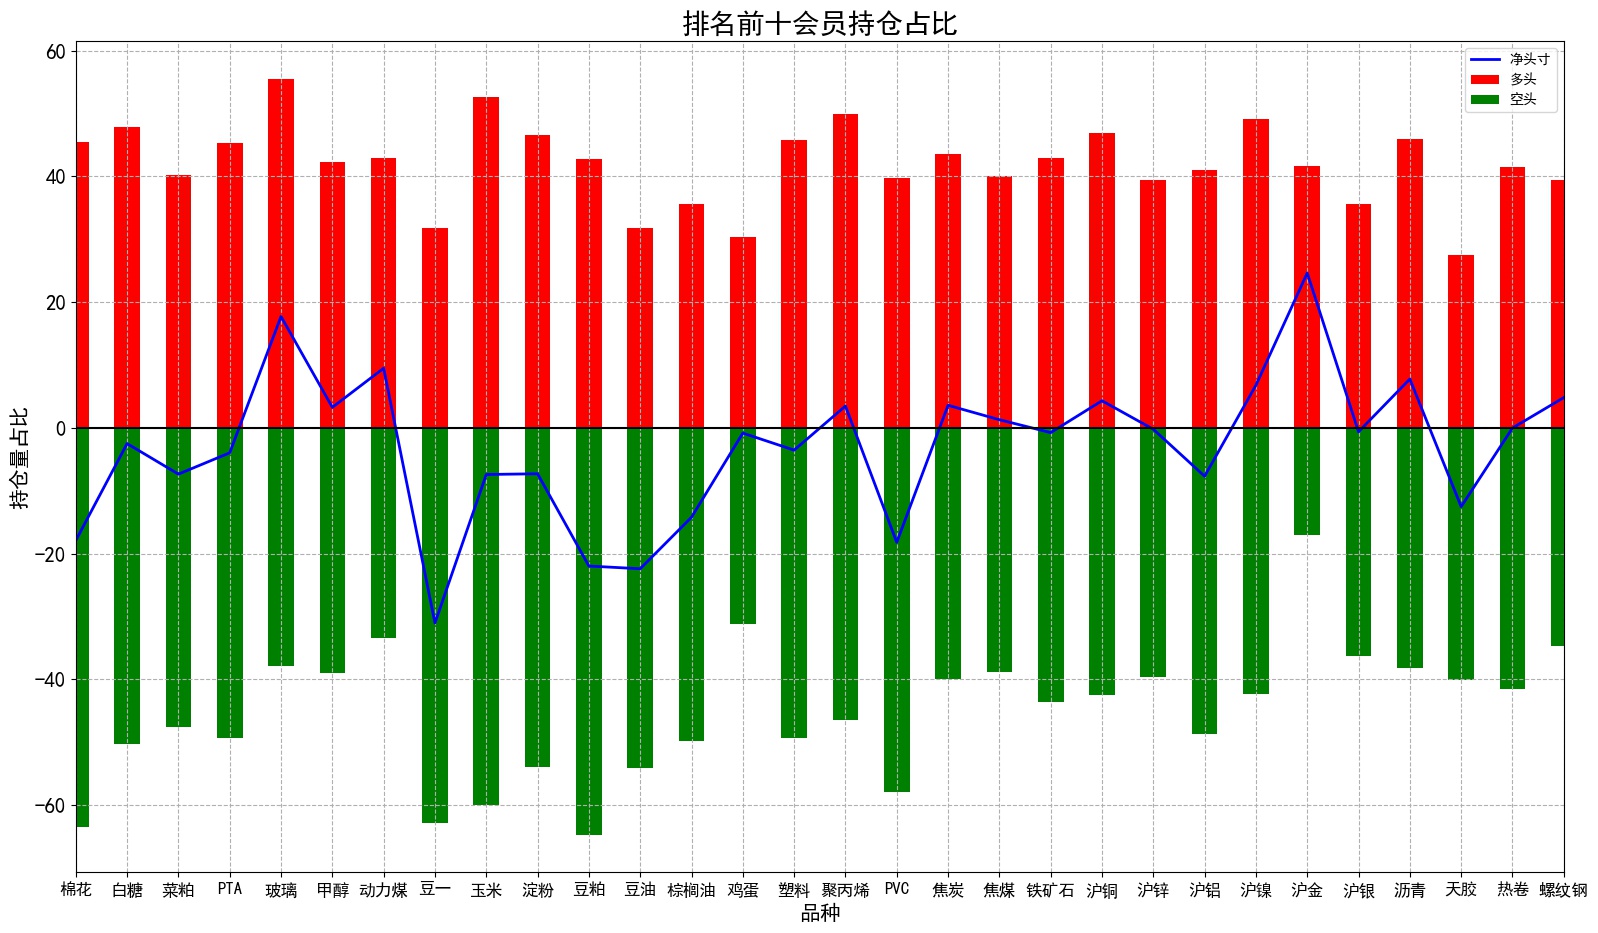 排名前十会员持仓占比
净头寸
多头
空头
持仓量占比
60
40
20
0
−20
−40
−60
棉花 白糖 菜粕 PTA 玻璃 甲醇 动力煤 豆一 玉米 淀粉 豆粕 豆油 棕榈油 鸡蛋 塑料 聚丙烯 PVC 焦炭 焦煤 铁矿石 沪铜 沪锌 沪铝 沪镍 沪金 沪银 沥青 天胶 热卷 螺纹钢
品种